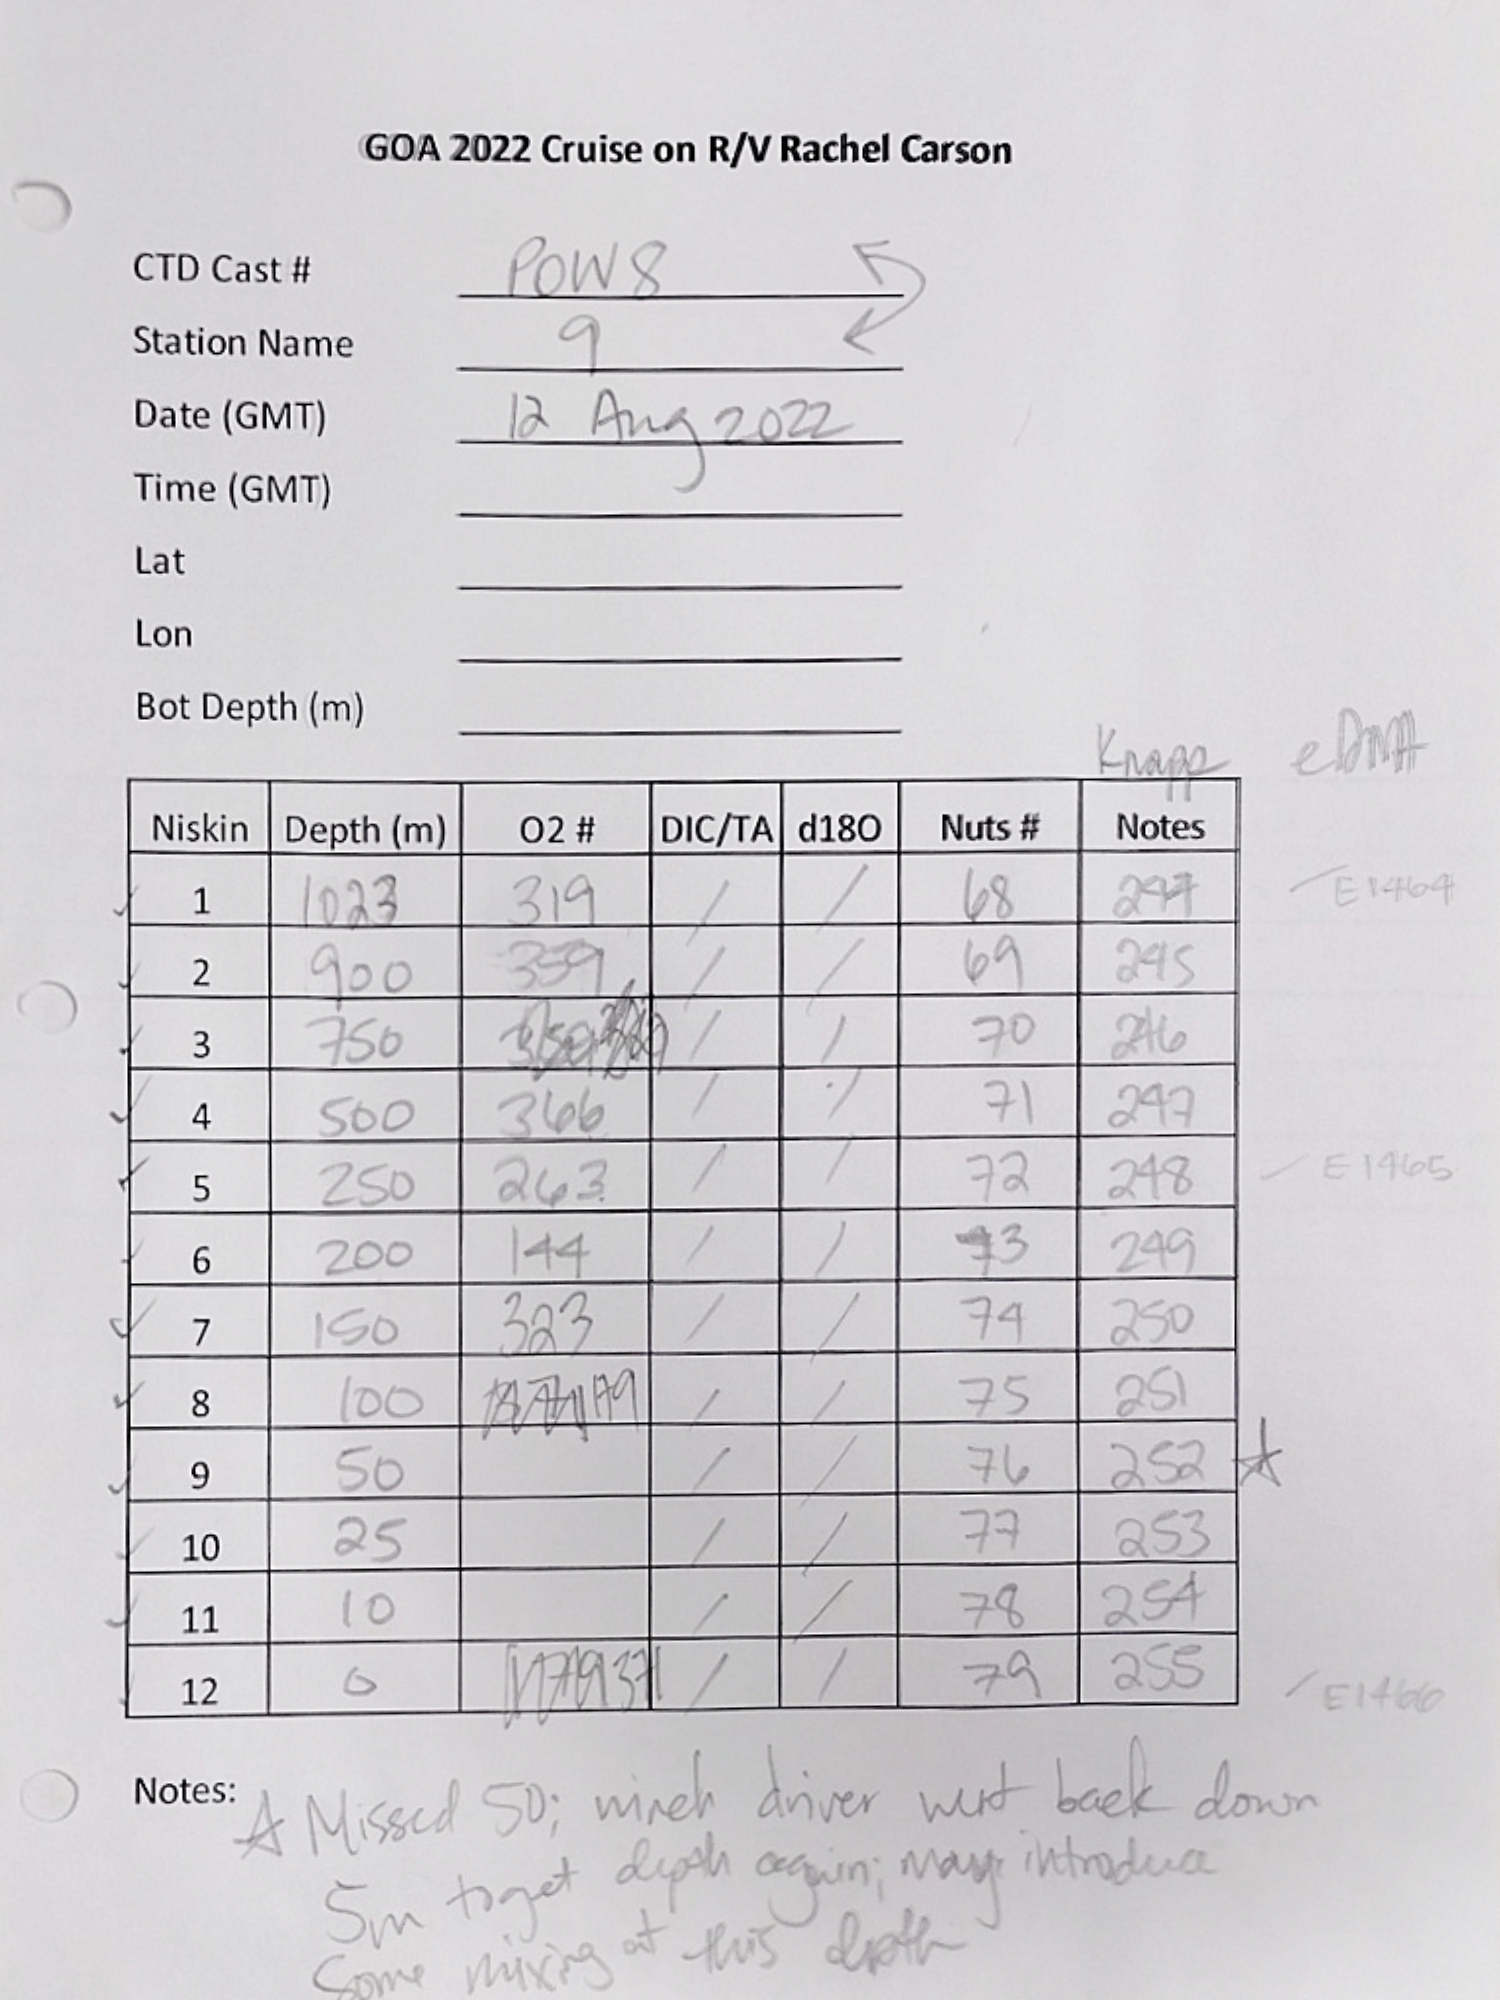 GOA 2022 Cruise on R/V Rachel Carson
CTD Cast # POW8
Station Name 9
Date (GMT) 12 Aug 2022
Time (GMT)
Lat
Lon
Bot Depth (m)
Knapp eDNA
Niskin Depth (m) O2 # DIC/TA d18O Nuts # Notes
1 1023 319 / / 68 E1464
2 900 359 / / 69 245
3 750 / / 70 246
4 500 366 / / 71 247
5 250 263 / / 72 248 E1465
6 200 144 / / 73 249
7 150 323 / / 74 250
8 100 / / 75 251
9 50 / / 76 252 ☆
10 25 / / 77 253
11 10 / / 78 254
12 0 / / 79 255 E1466
Notes: ☆ Missed 50; winch driver went back down
5m to get depth again; may introduce
some mixing at this depth